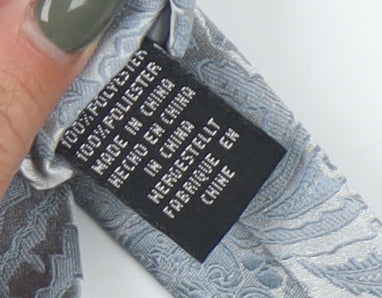 100% POLYESTER
100% POLIESTER
MADE IN CHINA
HECHO EN CHINA
IN CHINA
HERGESTELLT
FABRIQUE EN
CHINE